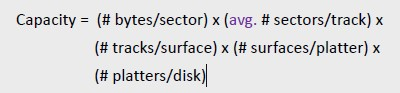 Capacity = (# bytes/sector) x (avg. # sectors/track) x
(# tracks/surface) x (# surfaces/platter) x
(# platters/disk)